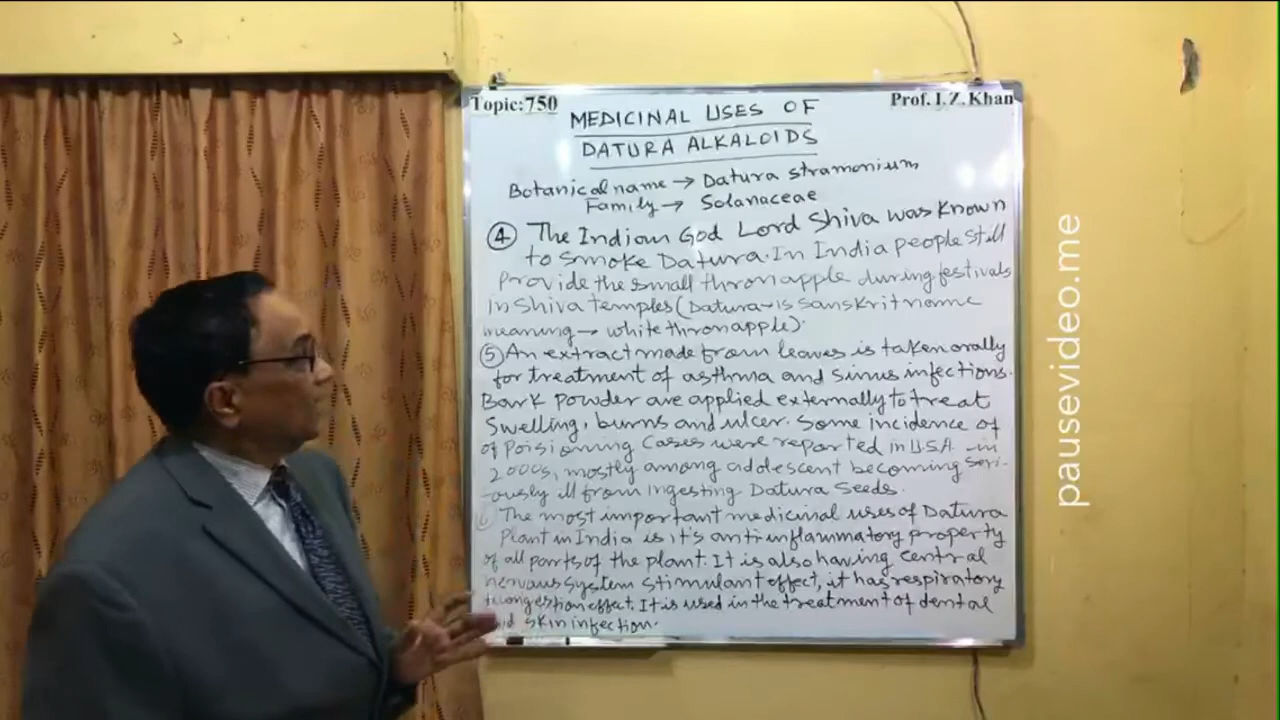 Topic:750
Prof. I.Z.Khan
MEDICINAL USES OF
DATURA ALKALOIDS
Botanical name → Datura stramonium
Family → Solanaceae
④ The Indian God Lord Shiva was known
to smoke Datura. In India people still
Provide the small thronapple during festivals
in Shiva temples (Datura is Sanskrit name
meaning → white thronapple).
⑤ An extract made from leaves is taken orally
for treatment of asthma and sinus infections.
Bark powder are applied externally to treat
swelling, burns and ulcer. Some incidence of
of Poisioning Cases were reported in U.S.A in
2000s, mostly among adolescent becoming seri-
ously ill from ingesting Datura seeds.
The most important medicinal uses of Datura
Plant in India is it's anti inflammatory property
of all parts of the plant. It is also having central
nervous system stimulant effect, it has respiratory
effect. It is used in the treatment of dental
skin infection.
pausevideo.me